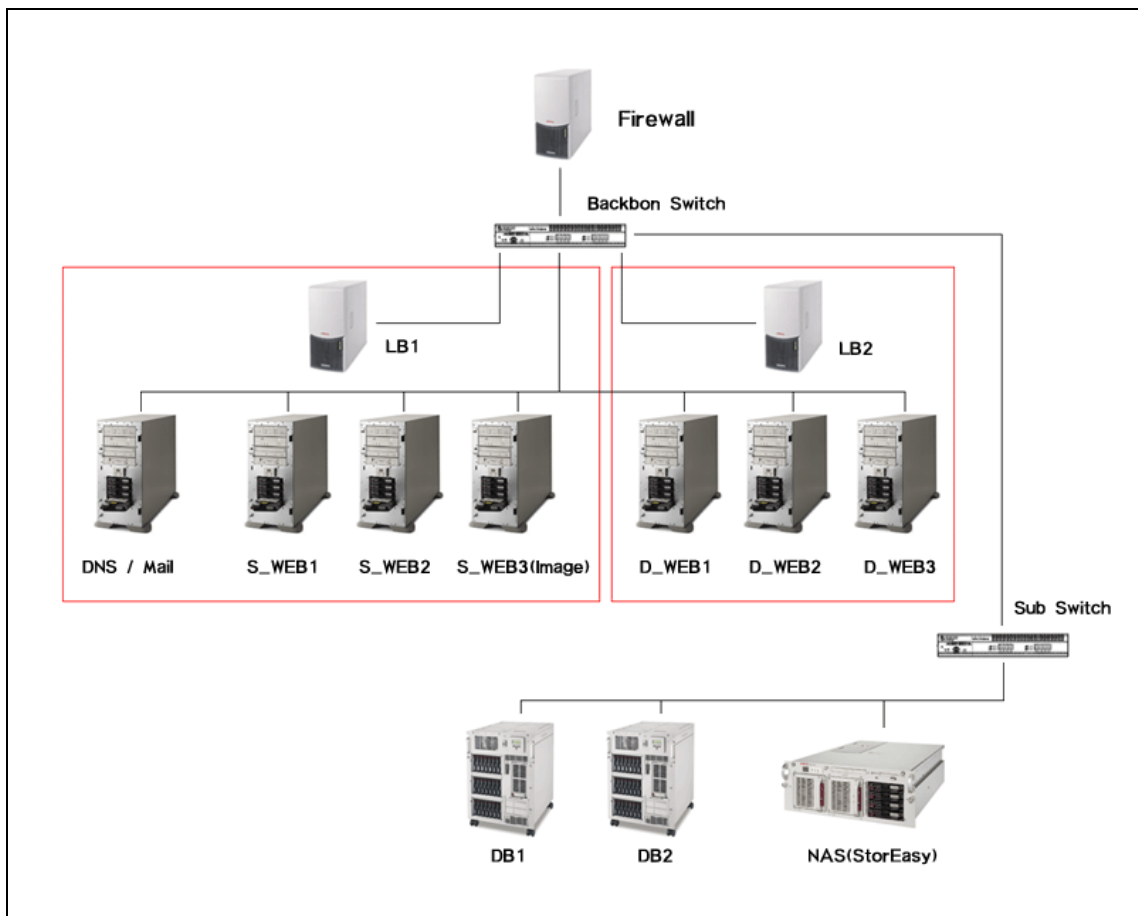 Firewall
Backbon Switch
LB1
LB2
DNS / Mail
S_WEB1
S_WEB2
S_WEB3(Image)
D_WEB1
D_WEB2
D_WEB3
Sub Switch
DB1
DB2
NAS(StorEasy)